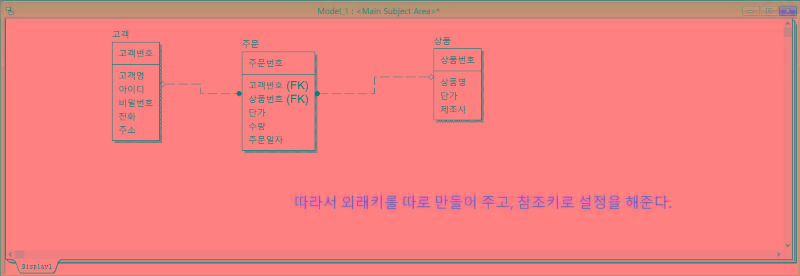 Model_1 : <Main Subject Area>*
고객
고객번호
고객명
아이디
비밀번호
전화
주소
주문
주문번호
고객번호 (FK)
상품번호 (FK)
단가
수량
주문일자
상품
상품번호
상품명
단가
제조사
따라서 외래키를 따로 만들어 주고, 참조키로 설정을 해준다.
Display1